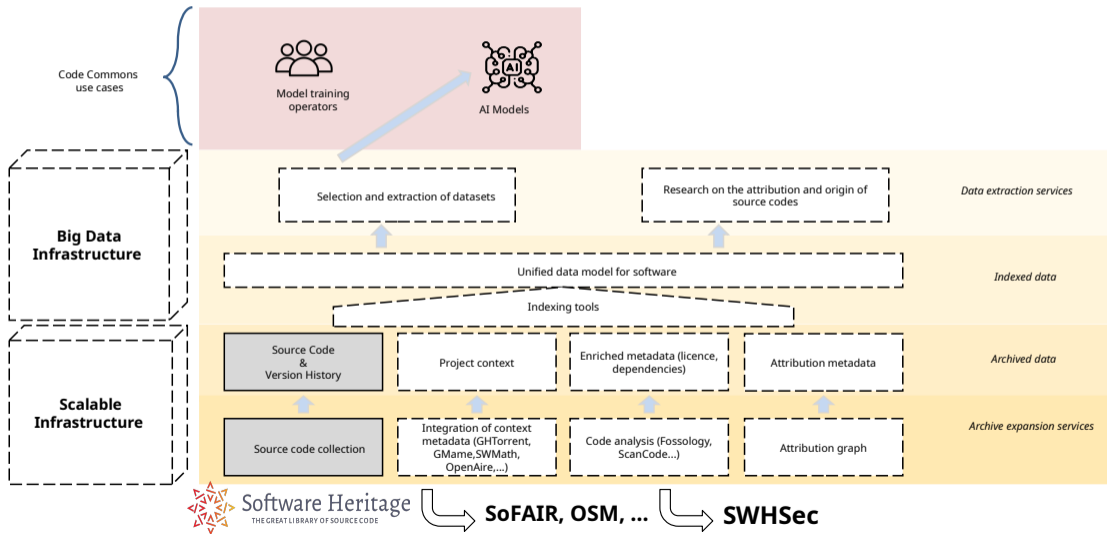 Code Commons
use cases
Model training
operators
AI
AI Models
Selection and extraction of datasets
Research on the attribution and origin of
source codes
Data extraction services
Big Data
Infrastructure
Unified data model for software
Indexed data
Indexing tools
Source Code
&
Version History
Project context
Enriched metadata (licence,
dependencies)
Attribution metadata
Archived data
Scalable
Infrastructure
Source code collection
Integration of context
metadata (GHTorrent,
GMame,SWMath,
OpenAire,...)
Code analysis (Fossology,
ScanCode...)
Attribution graph
Archive expansion services
Software Heritage
THE GREAT LIBRARY OF SOURCE CODE
SoFAIR, OSM, ...
SWHSec